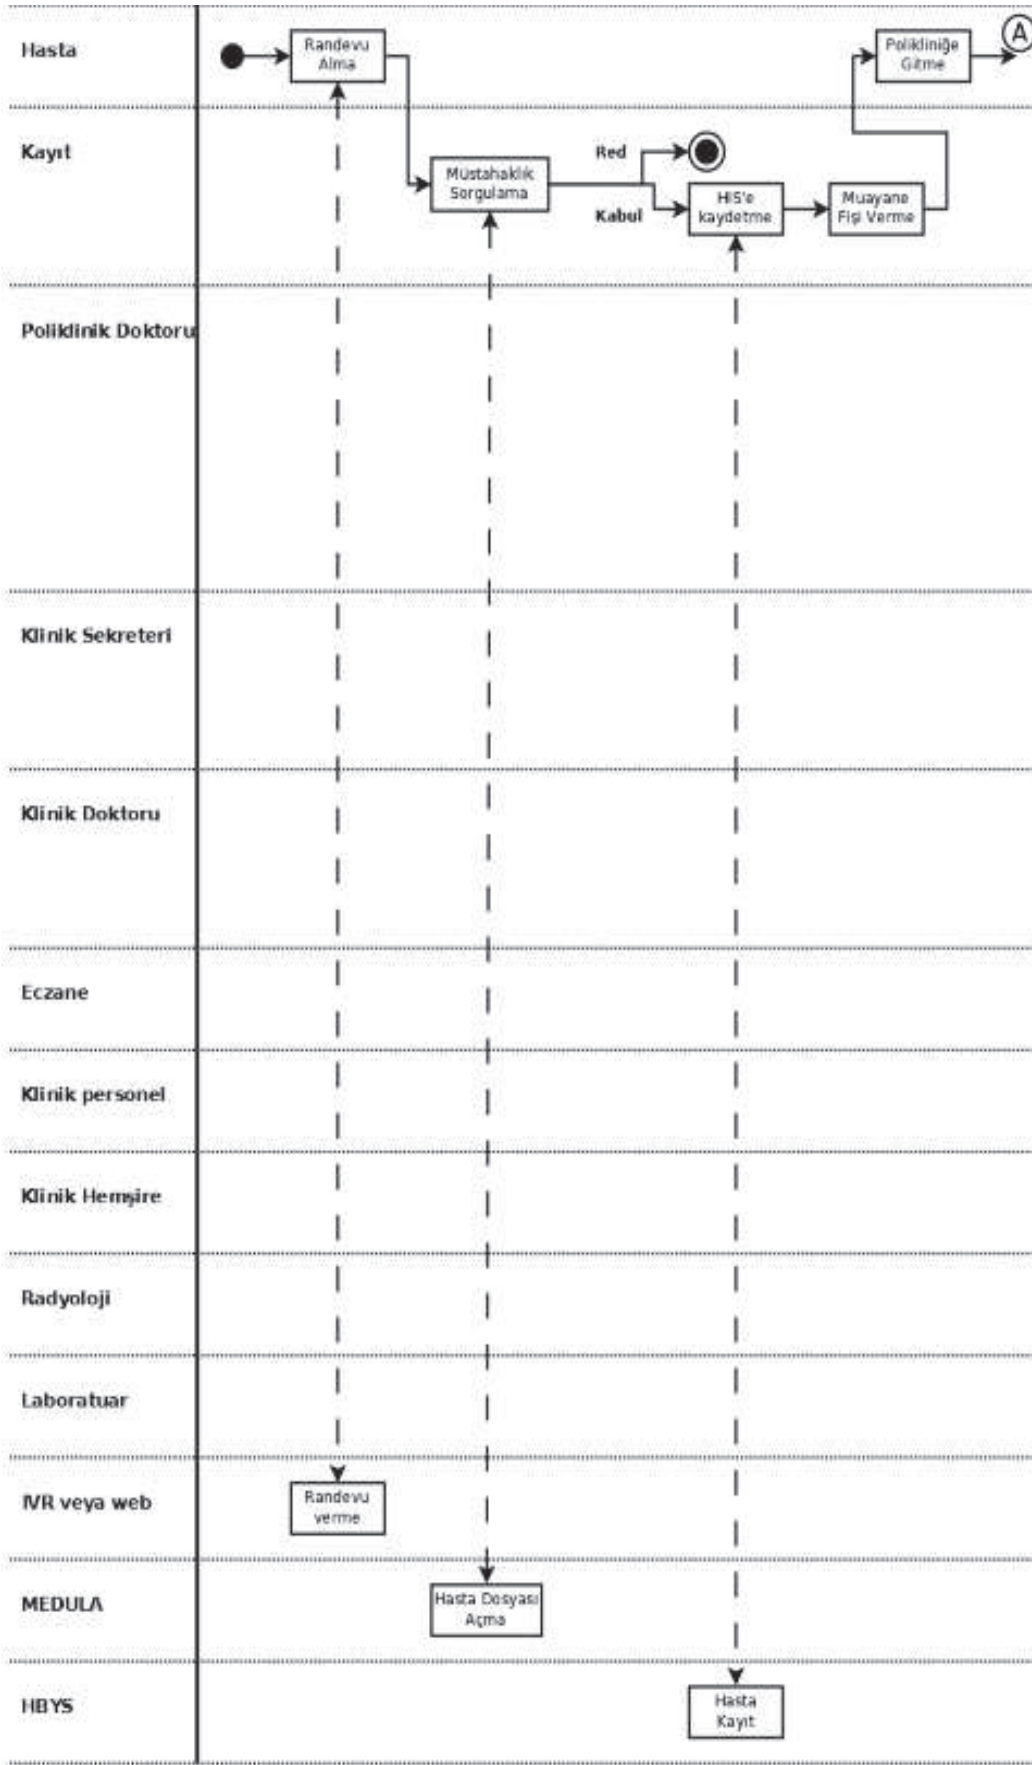 Hasta
Randevu
Alma
Polikliniğe
Gitme
A
Kayıt
Müstahaklık
Sorgulama
Red
Kabul
HIS'e
kaydetme
Muayane
Fişi Verme
Poliklinik Doktoru
Klinik Sekreteri
Klinik Doktoru
Eczane
Klinik personel
Klinik Hemşire
Radyoloji
Laboratuar
IVR veya web
Randevu
verme
MEDULA
Hasta Dosyası
Açma
HBYS
Hasta
Kayıt